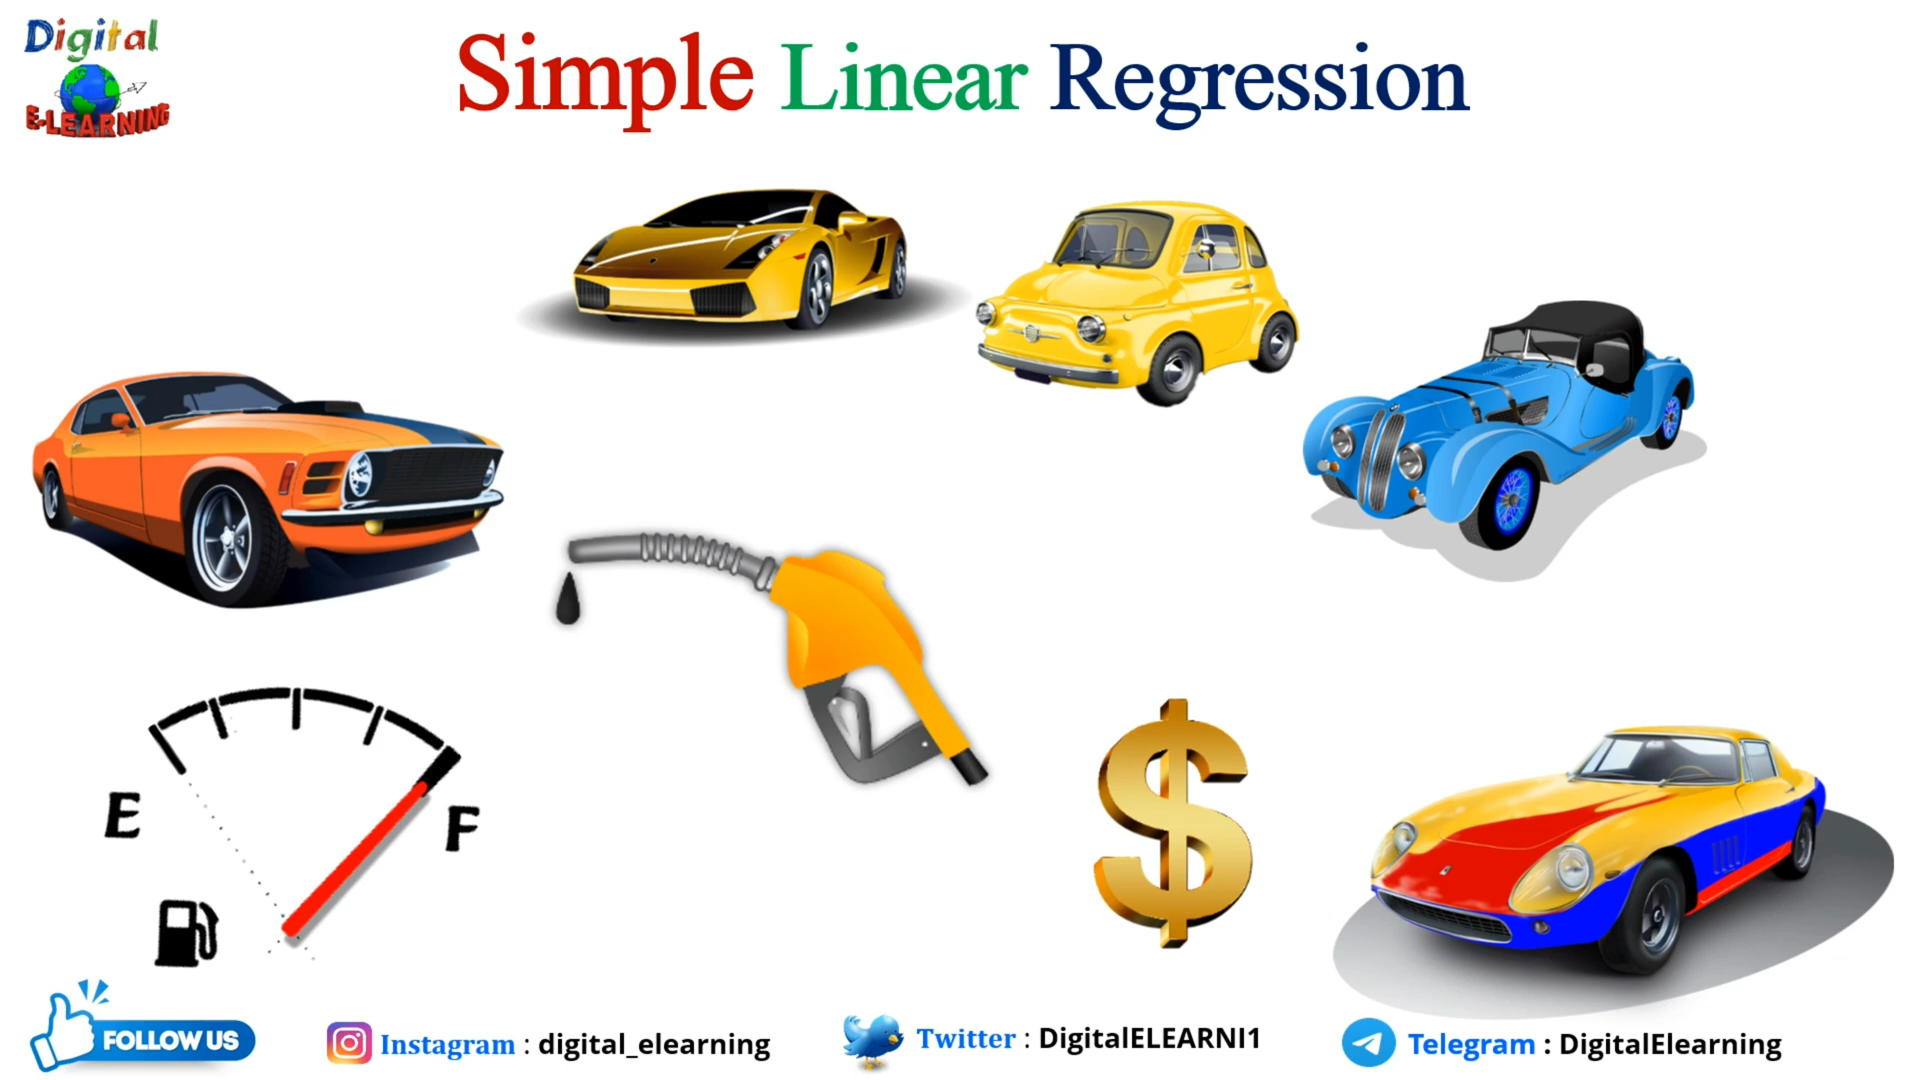 Digital
E-LEARNING
Simple Linear Regression
E
F
$
FOLLOW US
Instagram : digital_elearning
Twitter : DigitalELEARNI1
Telegram : DigitalElearning